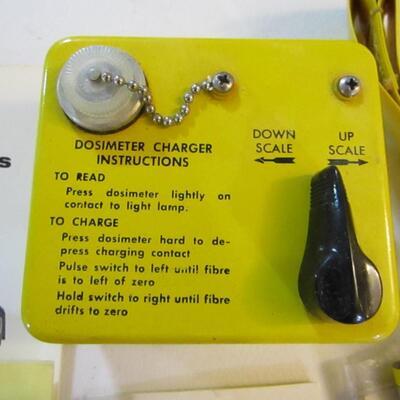 DOSIMETER CHARGER
INSTRUCTIONS
TO READ
Press dosimeter lightly on
contact to light lamp.
TO CHARGE
Press dosimeter hard to de-
press charging contact
Pulse switch to left until fibre
is to left of zero
Hold switch to right until fibre
drifts to zero
DOWN
SCALE
UP
SCALE